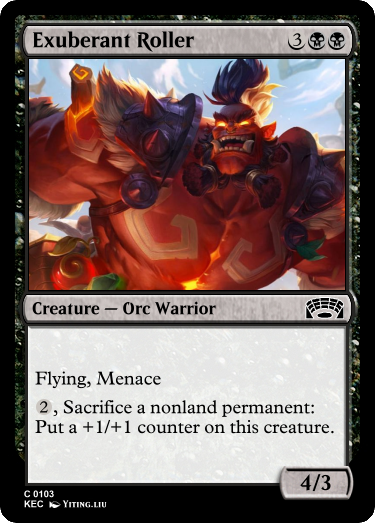 Exuberant Roller 3
Creature — Orc Warrior
Flying, Menace
2, Sacrifice a nonland permanent:
Put a +1/+1 counter on this creature.
4/3
C 0103
KEC Yiting.liu